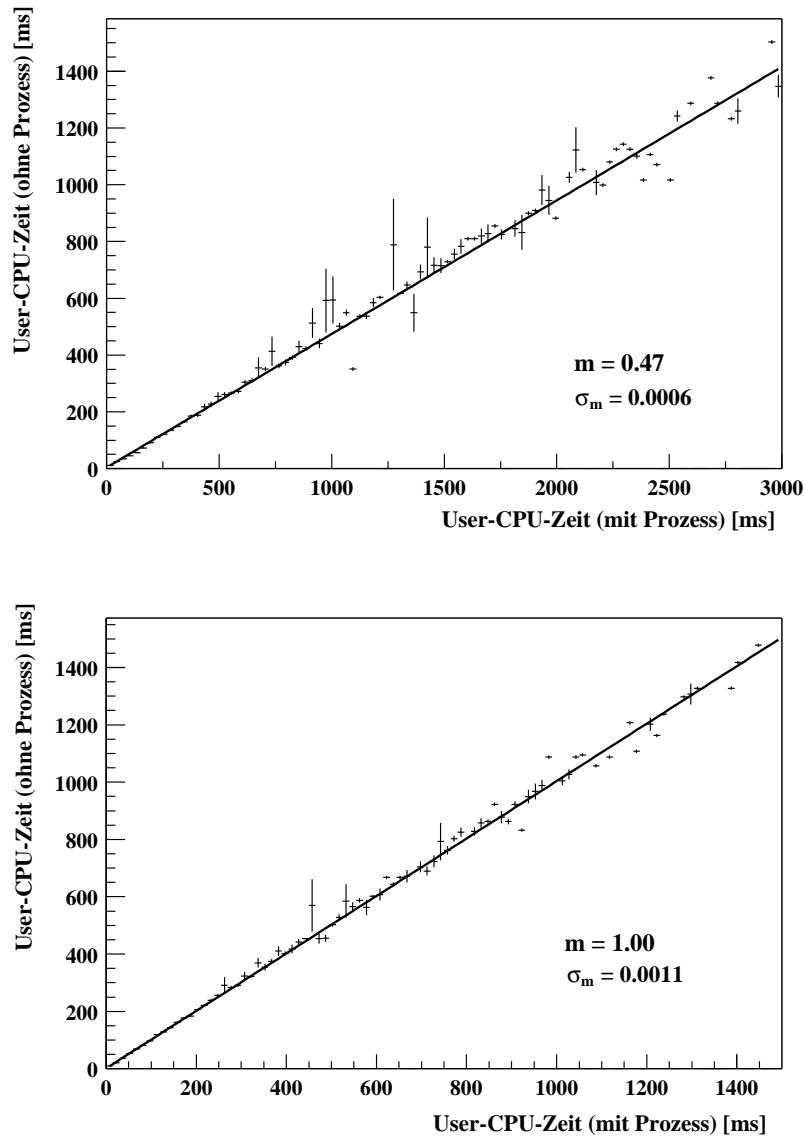 User-CPU-Zeit (ohne Prozess) [ms]
1400
1200
1000
800
600
400
200
0
m = 0.47
σm = 0.0006
0 500 1000 1500 2000 2500 3000
User-CPU-Zeit (mit Prozess) [ms]
User-CPU-Zeit (ohne Prozess) [ms]
1400
1200
1000
800
600
400
200
0
m = 1.00
σm = 0.0011
0 200 400 600 800 1000 1200 1400
User-CPU-Zeit (mit Prozess) [ms]